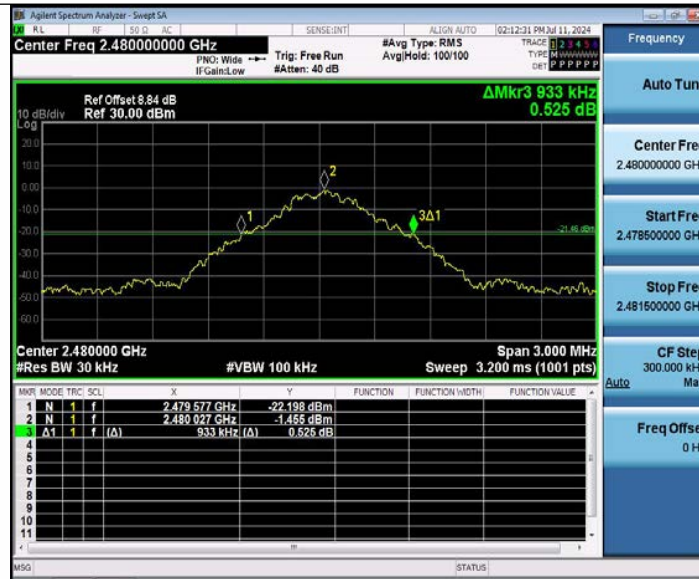 Agilent Spectrum Analyzer - Swept SA
RL RF 50 Ω AC SENSE:INT ALIGN AUTO 02:12:31 PM Jul 11, 2024
Center Freq 2.480000000 GHz
PNO: Wide
IFGain:Low
Trig: Free Run
#Atten: 40 dB
#Avg Type: RMS
Avg|Hold: 100/100
TRACE 1 2 3 4 5 6
TYPE M
DET P P P P P P
Ref Offset 8.84 dB
Ref 30.00 dBm
10 dB/div
Log
ΔMkr3 933 kHz
0.525 dB
20.0
10.0
0.00
-10.0
-20.0
-30.0
-40.0
-50.0
-60.0
1
2
3Δ1
-21.46 dBm
Center 2.480000 GHz
#Res BW 30 kHz
#VBW 100 kHz
Span 3.000 MHz
Sweep 3.200 ms (1001 pts)
MKR MODE TRC SCL X Y FUNCTION FUNCTION WIDTH FUNCTION VALUE
1 N 1 f 2.479 577 GHz -22.198 dBm
2 N 1 f 2.480 027 GHz -1.455 dBm
3 Δ1 1 f (Δ) 933 kHz (Δ) 0.525 dB
4
5
6
7
8
9
10
11
MSG STATUS
Frequency
Auto Tun
Center Fre
2.480000000 GH
Start Fre
2.478500000 GH
Stop Fre
2.481500000 GH
CF Step
300.000 kH
Auto Ma
Freq Offse
0 H